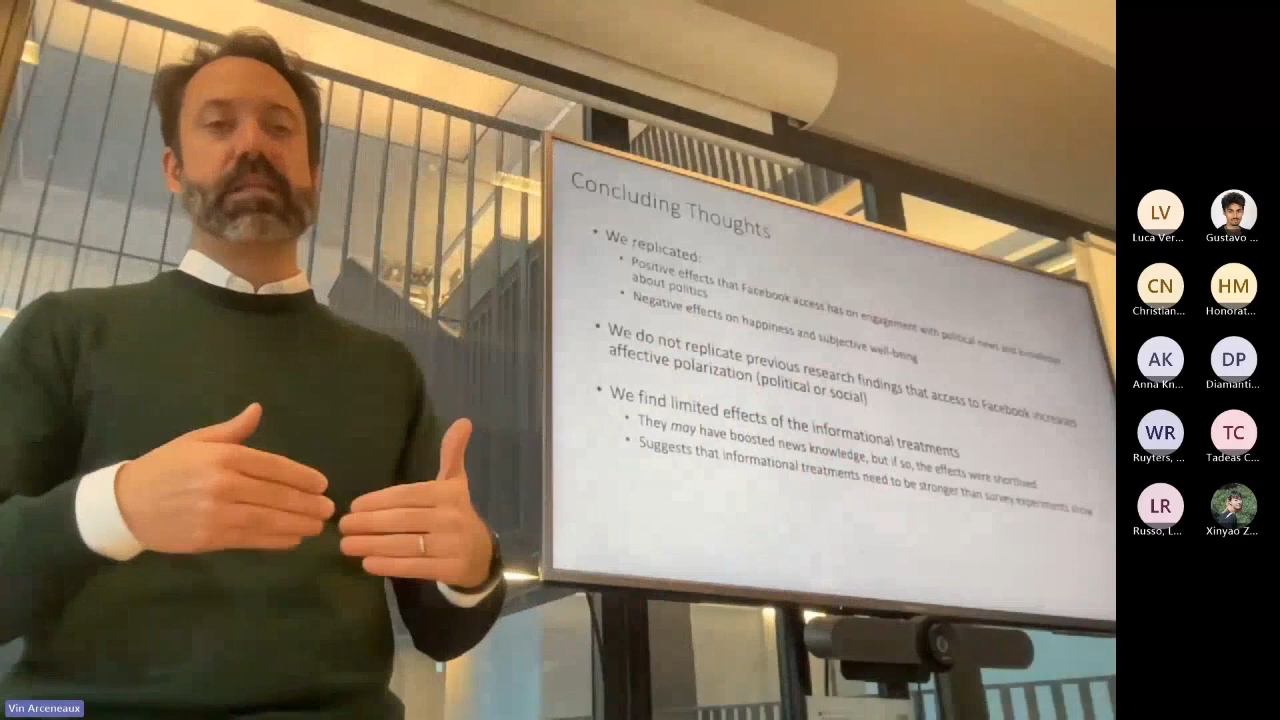 Concluding Thoughts
• We replicated:
• Positive effects that Facebook access has on engagement with political news and knowledge
about politics
• Negative effects on happiness and subjective well-being
• We do not replicate previous research findings that access to Facebook increases
affective polarization (political or social)
• We find limited effects of the informational treatments
• They may have boosted news knowledge, but if so, the effects were shortlived
• Suggests that informational treatments need to be stronger than survey experiments show
LV
Luca Ver...
Gustavo ...
CN
Christian...
HM
Honorat...
AK
Anna Kn...
DP
Diamanti...
WR
Ruyters, ...
TC
Tadeas C...
LR
Russo, L...
Xinyao Z...
Vin Arceneaux